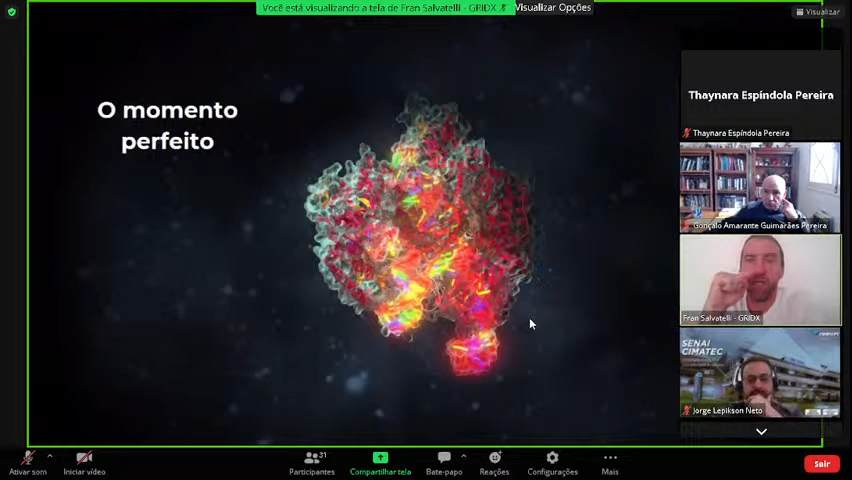 Você está visualizando a tela de Fran Salvatelli - GRIDX
Visualizar Opções
Visualizar
O momento
perfeito
Thaynara Espíndola Pereira
Thaynara Espíndola Pereira
Gonçalo Amarante Guimarães Pereira
Fran Salvatelli - GRIDX
SENAI
CIMATEC
Jorge Lepikson Neto
Ativar som
Iniciar vídeo
31
Participantes
Compartilhar tela
Bate-papo
Reações
Configurações
Mais
Sair